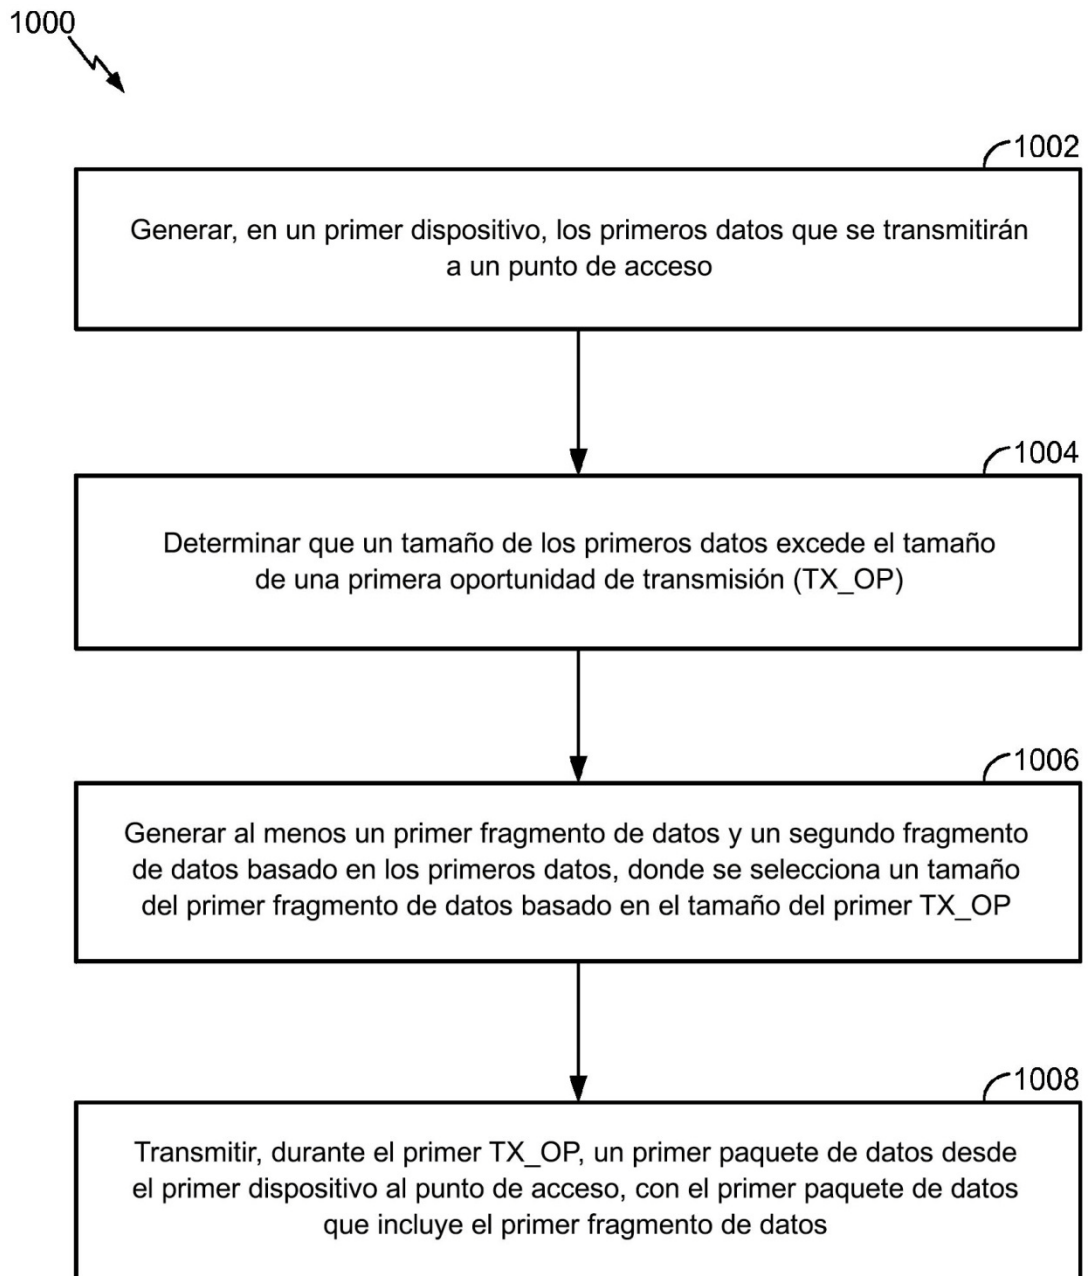 1000
1002
Generar, en un primer dispositivo, los primeros datos que se transmitirán
a un punto de acceso
1004
Determinar que un tamaño de los primeros datos excede el tamaño
de una primera oportunidad de transmisión (TX_OP)
1006
Generar al menos un primer fragmento de datos y un segundo fragmento
de datos basado en los primeros datos, donde se selecciona un tamaño
del primer fragmento de datos basado en el tamaño del primer TX_OP
1008
Transmitir, durante el primer TX_OP, un primer paquete de datos desde
el primer dispositivo al punto de acceso, con el primer paquete de datos
que incluye el primer fragmento de datos